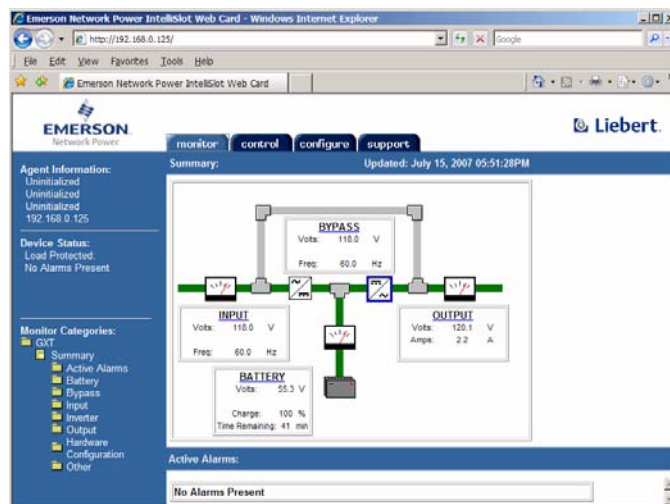 Emerson Network Power IntelliSlot Web Card - Windows Internet Explorer
http://192.168.0.125/
Google
File Edit View Favorites Tools Help
Emerson Network Power IntelliSlot Web Card
EMERSON
Network Power
monitor control configure support
Liebert
Summary: Updated: July 15, 2007 05:51:28PM
Agent Information:
Uninitialized
Uninitialized
Uninitialized
192.168.0.125
Device Status:
Load Protected:
No Alarms Present
Monitor Categories:
GXT
Summary
Active Alarms
Battery
Bypass
Input
Inverter
Output
Hardware
Configuration
Other
BYPASS
Volts: 118.0 V
Freq: 60.0 Hz
INPUT
Volts: 118.0 V
Freq: 60.0 Hz
OUTPUT
Volts: 120.1 V
Amps: 2.2 A
BATTERY
Volts: 55.3 V
Charge: 100 %
Time Remaining: 41 min
Active Alarms:
No Alarms Present